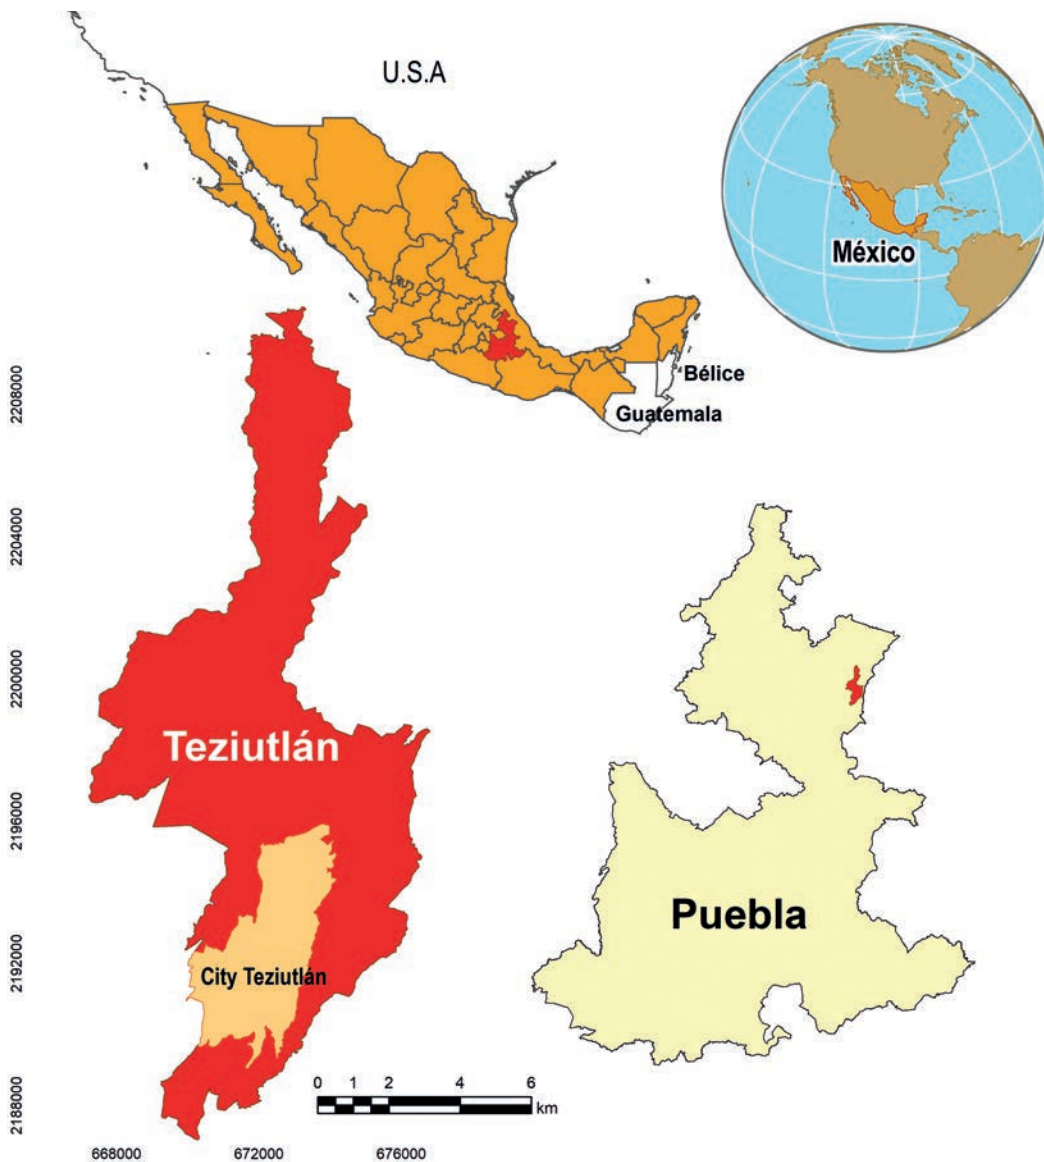 U.S.A
México
Bélice
Guatemala
2208000
2204000
2200000
2196000
2192000
2188000
Teziutlán
City Teziutlán
Puebla
0 1 2 4 6
km
668000 672000 676000